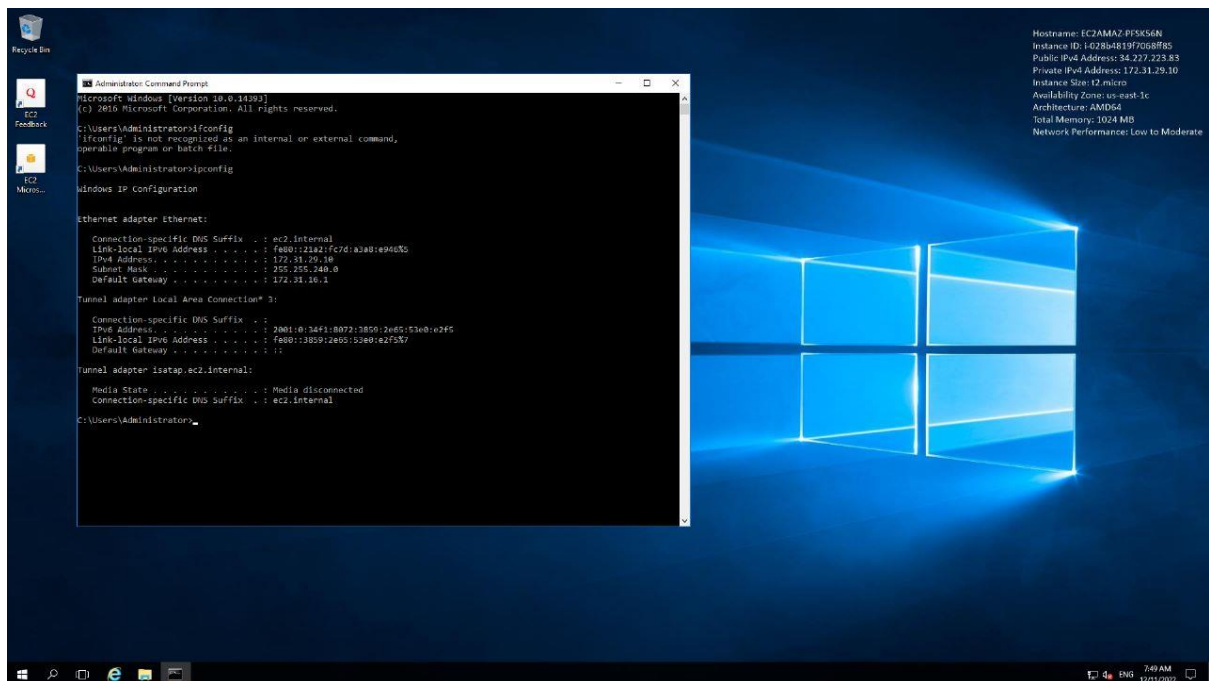 Recycle Bin
EC2
Feedback
EC2
Micros...
Hostname: EC2AMAZ-PFSKS6N
Instance ID: i-028b4819f7068ff85
Public IPv4 Address: 34.227.223.83
Private IPv4 Address: 172.31.29.10
Instance Size: t2.micro
Availability Zone: us-east-1c
Architecture: AMD64
Total Memory: 1024 MB
Network Performance: Low to Moderate
Administrator: Command Prompt
Microsoft Windows [Version 10.0.14393]
(c) 2016 Microsoft Corporation. All rights reserved.
C:\Users\Administrator>ifconfig
'ifconfig' is not recognized as an internal or external command,
operable program or batch file.
C:\Users\Administrator>ipconfig
Windows IP Configuration
Ethernet adapter Ethernet:
Connection-specific DNS Suffix . : ec2.internal
Link-local IPv6 Address . . . . . : fe80::21a2:fc7d:a3a8:e946%5
IPv4 Address. . . . . . . . . . . : 172.31.29.10
Subnet Mask . . . . . . . . . . . : 255.255.240.0
Default Gateway . . . . . . . . . : 172.31.16.1
Tunnel adapter Local Area Connection* 3:
Connection-specific DNS Suffix . :
IPv6 Address. . . . . . . . . . . : 2001:0:34f1:8072:3859:2e65:53e0:e2f5
Link-local IPv6 Address . . . . . : fe80::3859:2e65:53e0:e2f5%7
Default Gateway . . . . . . . . . : ::
Tunnel adapter isatap.ec2.internal:
Media State . . . . . . . . . . . : Media disconnected
Connection-specific DNS Suffix . : ec2.internal
C:\Users\Administrator>
ENG
7:49 AM
12/11/2022